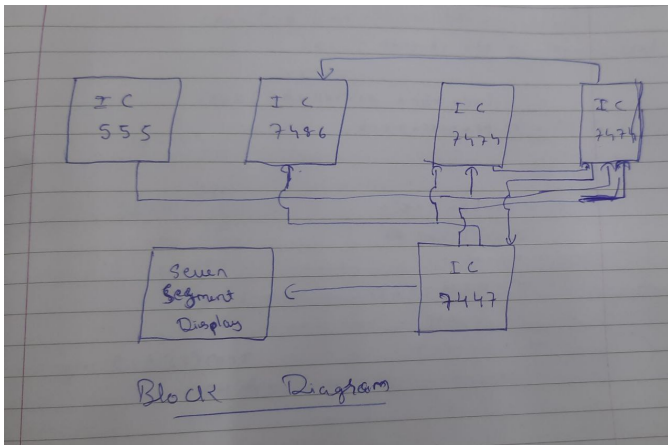 IC
555
IC
7486
IC
7474
IC
7474
IC
7447
Seven
Segment
Display
Block Diagram